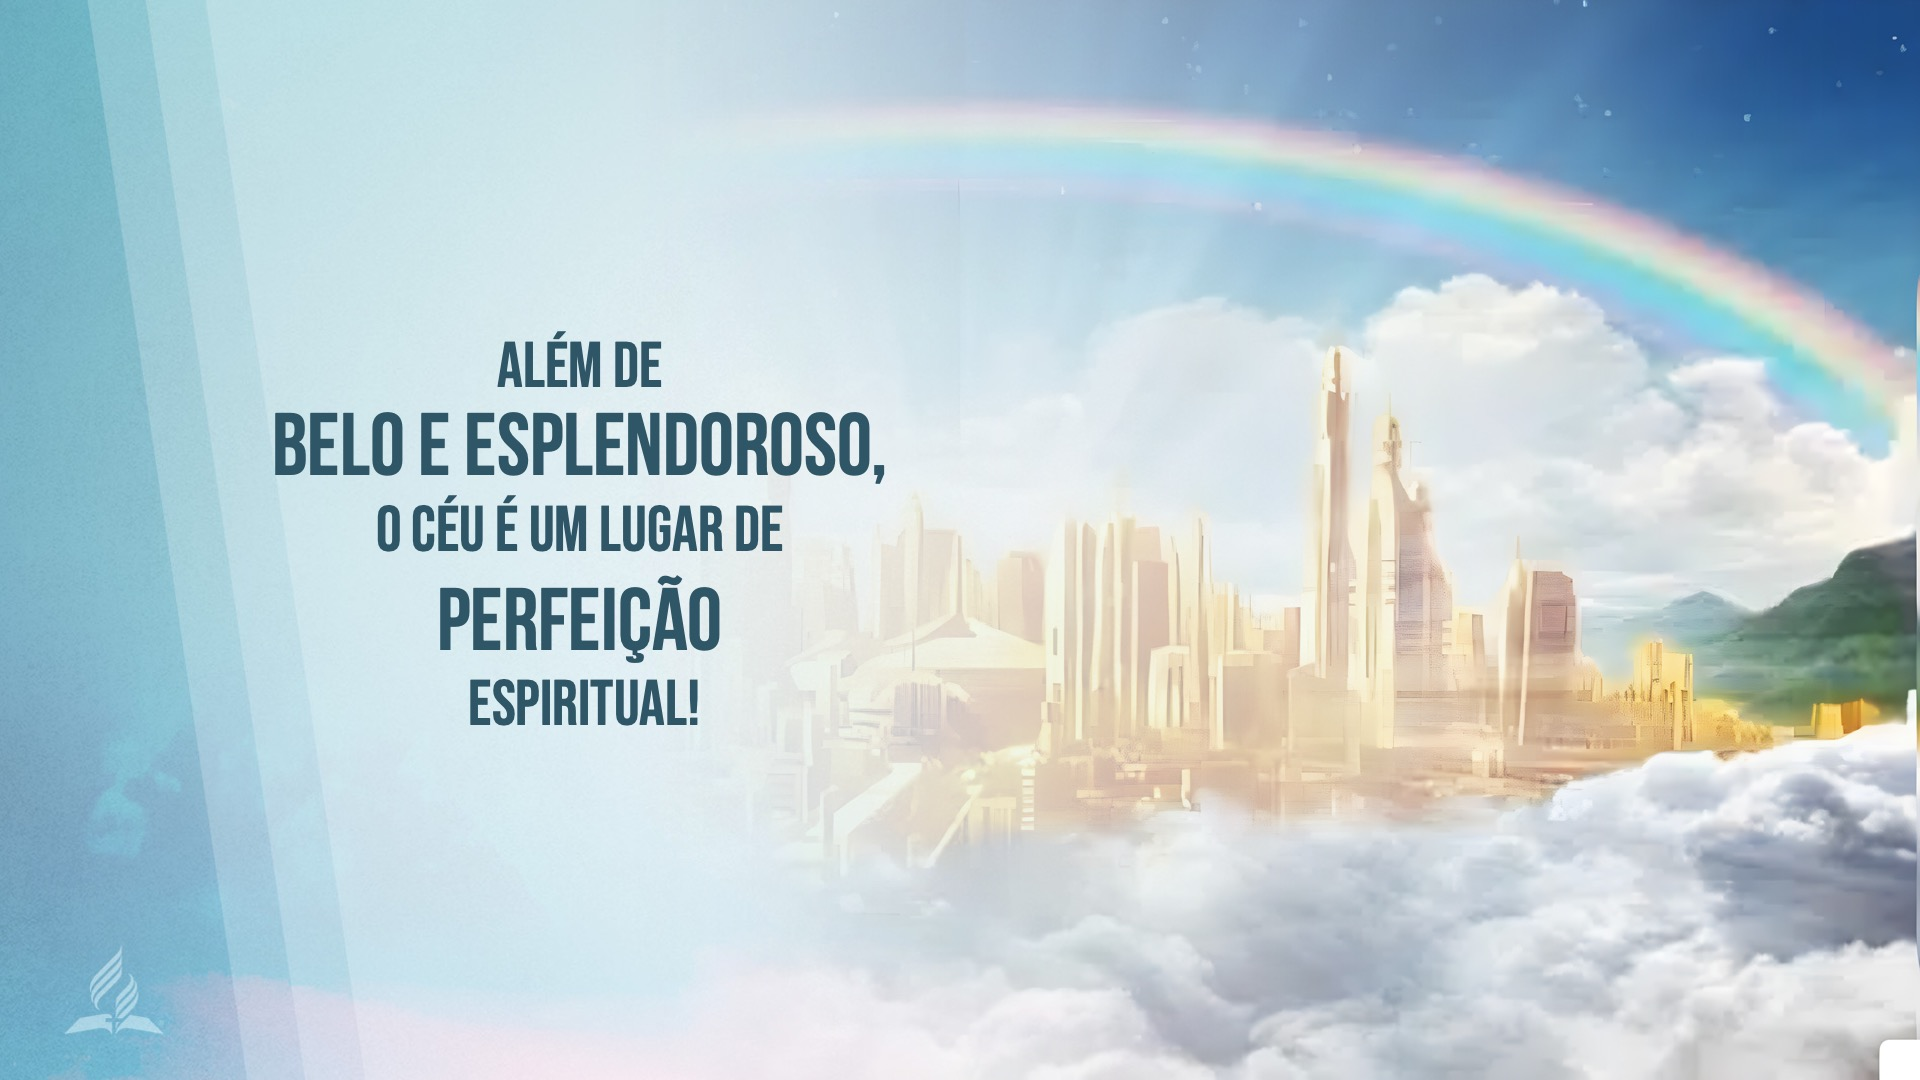 ALÉM DE
BELO E ESPLENDOROSO,
O CÉU É UM LUGAR DE
PERFEIÇÃO
ESPIRITUAL!